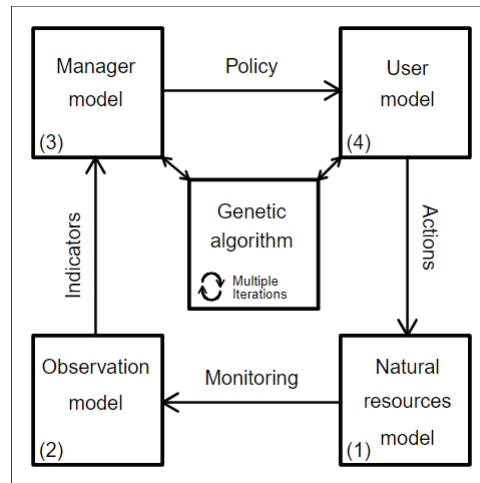 Manager
model
(3)
Policy
User
model
(4)
Genetic
algorithm
Multiple
Iterations
Indicators
Actions
Observation
model
(2)
Monitoring
Natural
resources
model
(1)